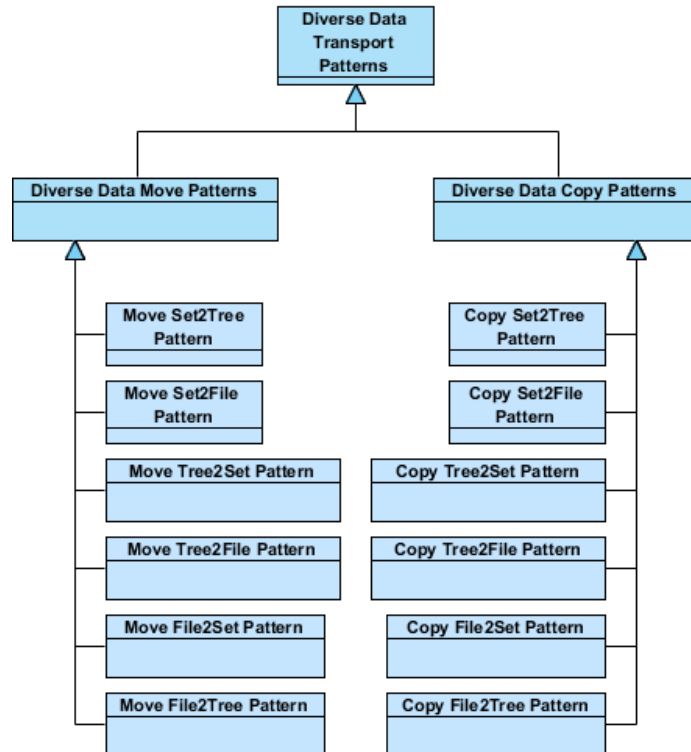 Diverse Data
Transport
Patterns
Diverse Data Move Patterns
Diverse Data Copy Patterns
Move Set2Tree
Pattern
Copy Set2Tree
Pattern
Move Set2File
Pattern
Copy Set2File
Pattern
Move Tree2Set Pattern
Copy Tree2Set Pattern
Move Tree2File Pattern
Copy Tree2File Pattern
Move File2Set Pattern
Copy File2Set Pattern
Move File2Tree Pattern
Copy File2Tree Pattern